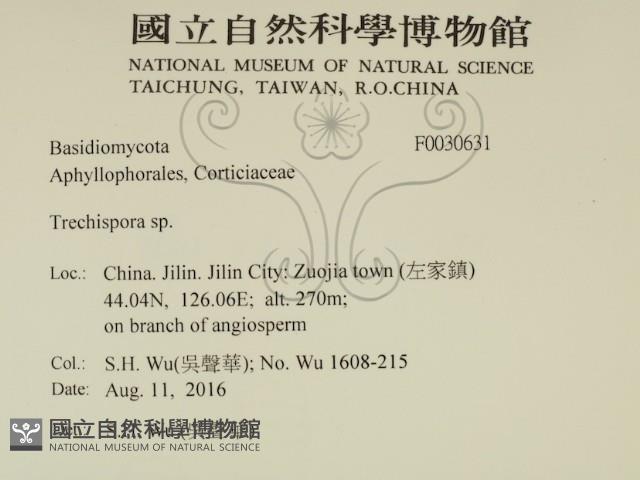 國立自然科學博物館
NATIONAL MUSEUM OF NATURAL SCIENCE
TAICHUNG, TAIWAN, R.O.CHINA
Basidiomycota F0030631
Aphyllophorales, Corticiaceae
Trechispora sp.
Loc.: China. Jilin. Jilin City: Zuojia town (左家鎮)
44.04N, 126.06E; alt. 270m;
on branch of angiosperm
Col.: S.H. Wu(吳聲華); No. Wu 1608-215
Date: Aug. 11, 2016
國立自然科學博物館
NATIONAL MUSEUM OF NATURAL SCIENCE